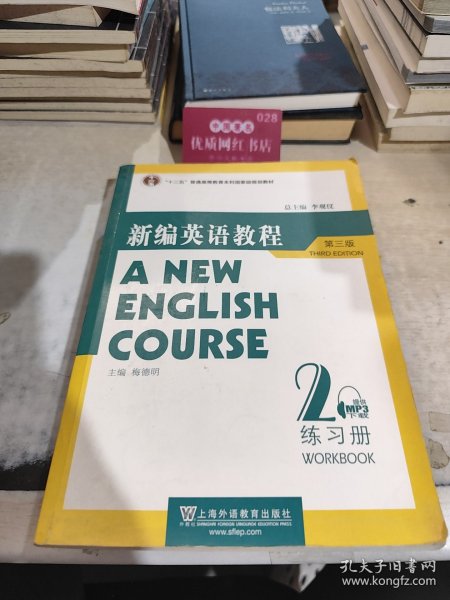 028
中国书店
优质网红书店
"十二五"普通高等教育本科国家级规划教材
总主编 李观仪
新编英语教程
第三版
THIRD EDITION
A NEW
ENGLISH
COURSE
主编 梅德明
2
提供
MP3
下载
练习册
WORKBOOK
上海外语教育出版社
外教社 SHANGHAI FOREIGN LANGUAGE EDUCATION PRESS
www.sflep.com
孔夫子旧书网
www.kongfz.com